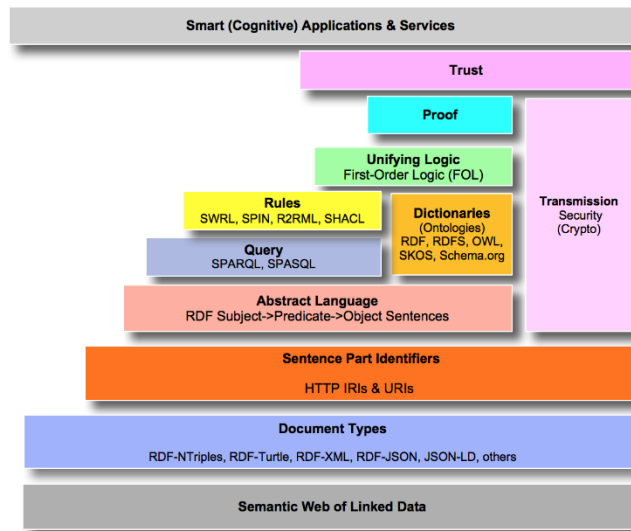 Smart (Cognitive) Applications & Services
Trust
Proof
Unifying Logic
First-Order Logic (FOL)
Rules
SWRL, SPIN, R2RML, SHACL
Dictionaries
(Ontologies)
RDF, RDFS, OWL,
SKOS, Schema.org
Transmission
Security
(Crypto)
Query
SPARQL, SPASQL
Abstract Language
RDF Subject->Predicate->Object Sentences
Sentence Part Identifiers
HTTP IRIs & URIs
Document Types
RDF-NTriples, RDF-Turtle, RDF-XML, RDF-JSON, JSON-LD, others
Semantic Web of Linked Data